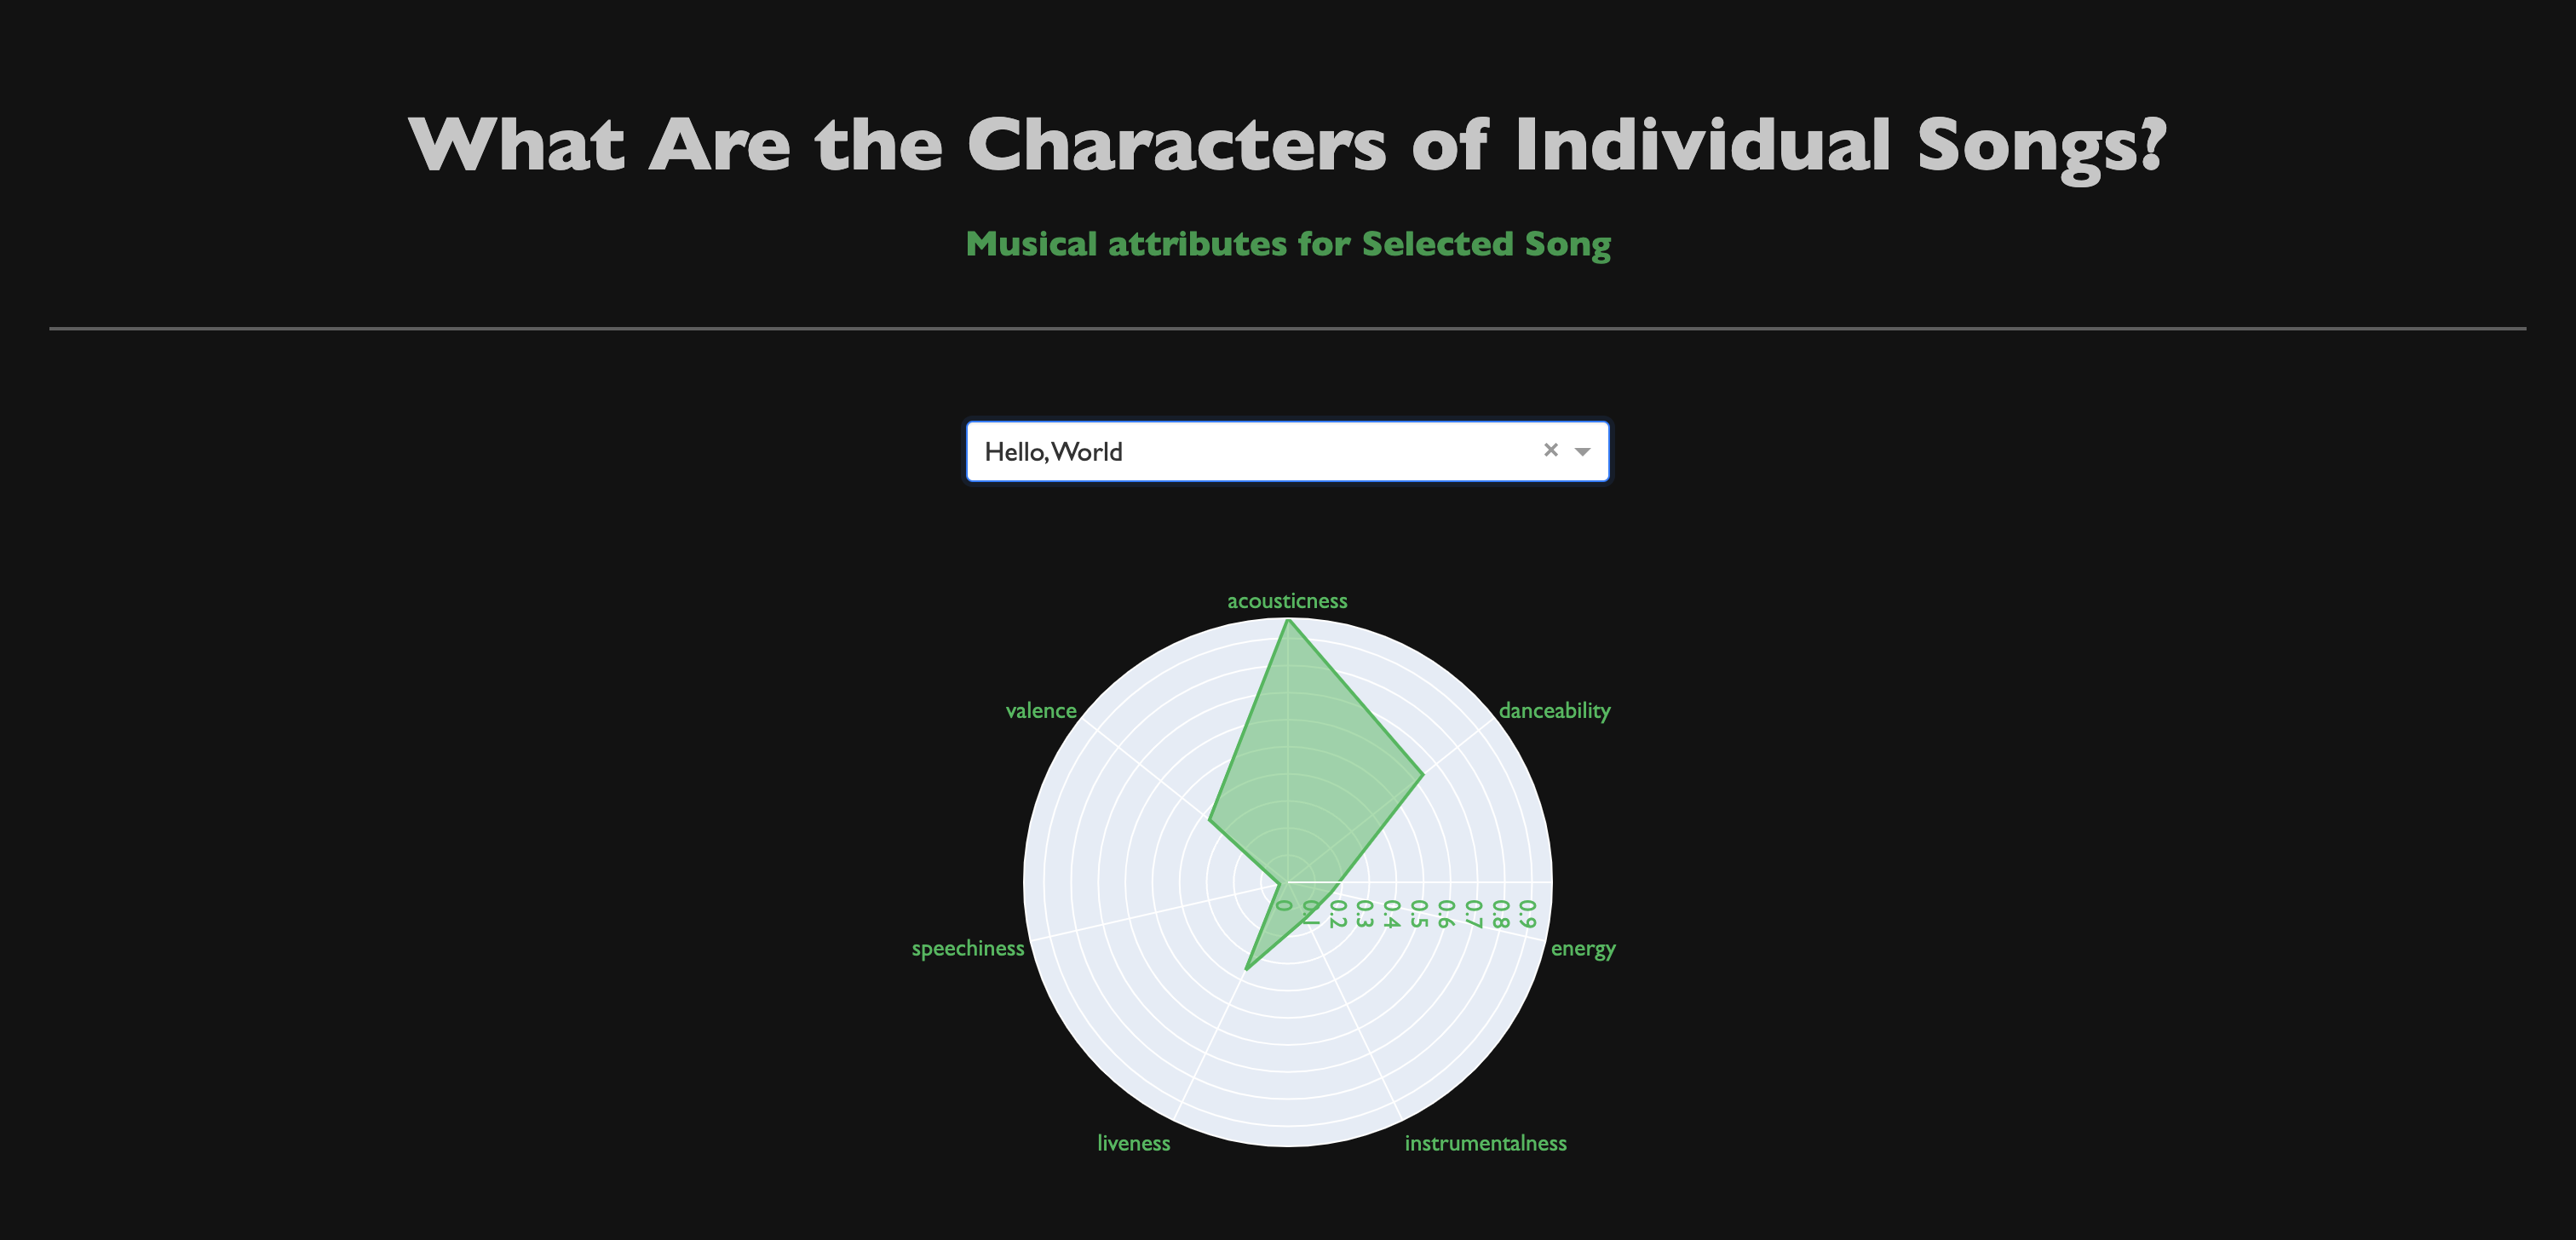 What Are the Characters of Individual Songs?
Musical attributes for Selected Song
Hello, World
acousticness
valence
danceability
0 0.1 0.2 0.3 0.4 0.5 0.6 0.7 0.8 0.9
speechiness
energy
liveness
instrumentalness